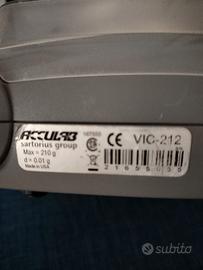 ACCULAB
sartorius group
Max = 210 g
d = 0.01 g
Made in USA
CE VIC-212
subito